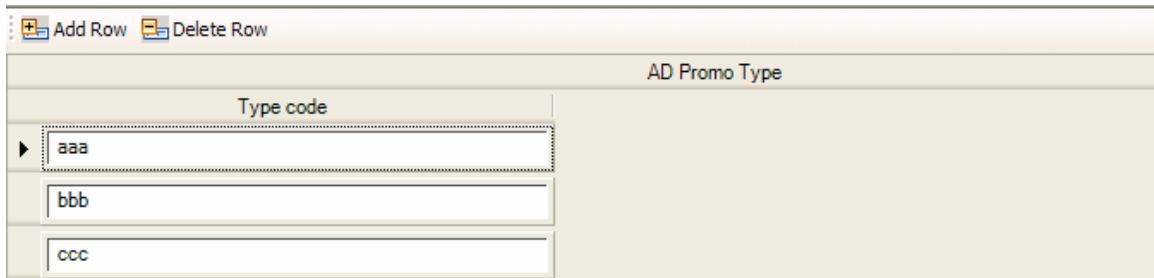 Add Row Delete Row
AD Promo Type
Type code
aaa
bbb
ccc